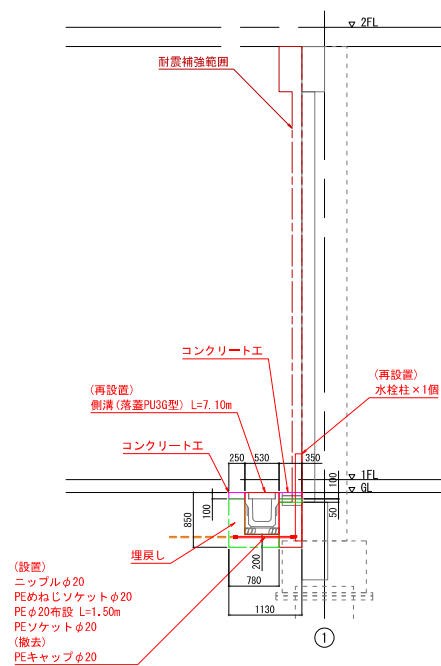 2FL
耐震補強範囲
コンクリート工
(再設置)
水栓柱×1個
(再設置)
側溝(落蓋PU3G型) L=7.10m
コンクリート工
250
530
350
100
1FL
GL
850
100
50
埋戻し
200
(設置)
ニップルφ20
PEめねじソケットφ20
PEφ20布設 L=1.50m
PEソケットφ20
(撤去)
PEキャップφ20
780
1130
1